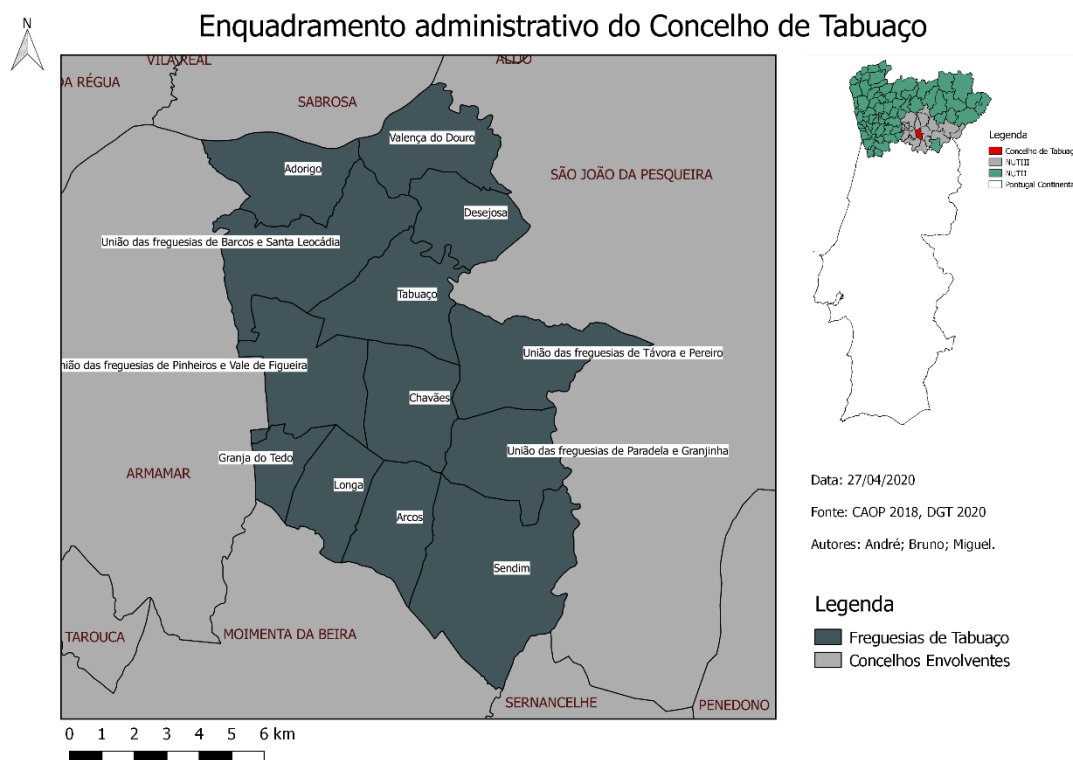 Enquadramento administrativo do Concelho de Tabuaço
N
VILA REAL
DA RÉGUA
SABROSA
Valença do Douro
Adorigo
SÃO JOÃO DA PESQUEIRA
Desejosa
União das freguesias de Barcos e Santa Leocádia
Tabuaço
União das freguesias de Távora e Pereiro
nião das freguesias de Pinheiros e Vale de Figueira
Chavães
União das freguesias de Paradela e Granjinha
Granja do Tedo
ARMAMAR
Longa
Arcos
Sendim
TAROUCA
MOIMENTA DA BEIRA
SERNANCELHE
PENEDONO
0 1 2 3 4 5 6 km
Legenda
Concelho de Tabuaç
NUTIII
NUTII
Data: 27/04/2020
Fonte: CAOP 2018, DGT 2020
Autores: André; Bruno; Miguel.
Legenda
Freguesias de Tabuaço
Concelhos Envolventes